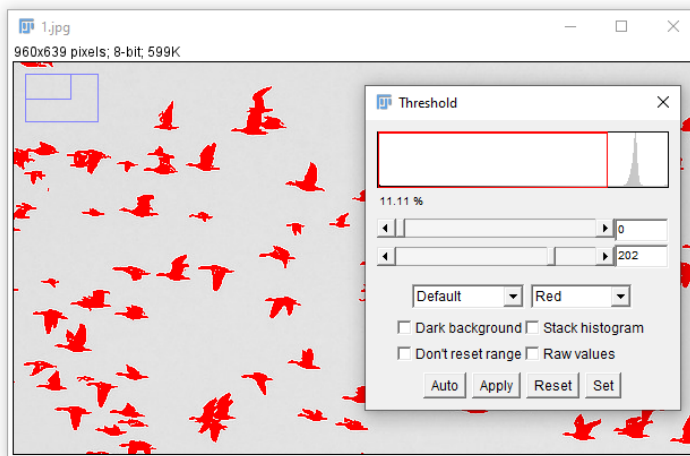 1.jpg
960x639 pixels; 8-bit; 599K
Threshold
11.11 %
0
202
Default Red
Dark background Stack histogram
Don't reset range Raw values
Auto Apply Reset Set